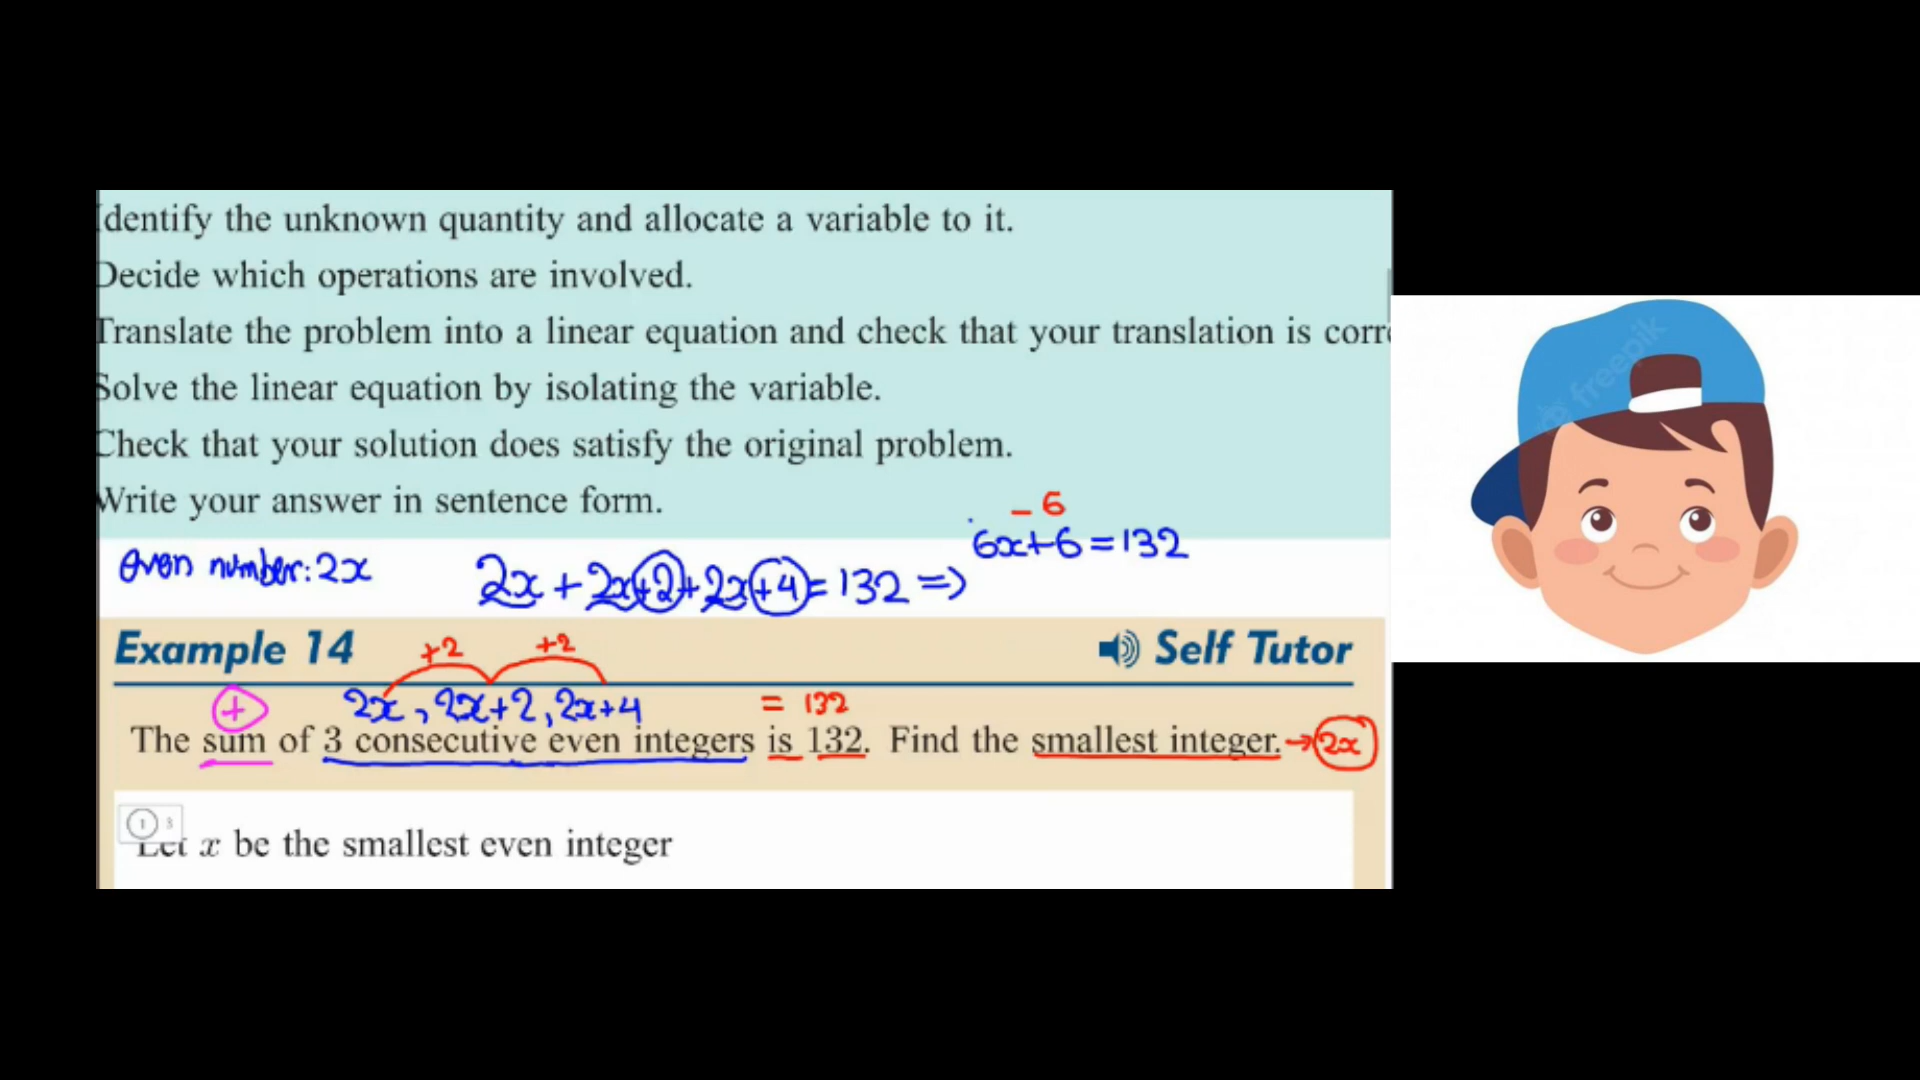 Identify the unknown quantity and allocate a variable to it.
Decide which operations are involved.
Translate the problem into a linear equation and check that your translation is corre
Solve the linear equation by isolating the variable.
Check that your solution does satisfy the original problem.
Write your answer in sentence form.
- 6
6x+6=132
even number: 2x
2x + 2x+2+2x+4=132 =>
Example 14
Self Tutor
+2 +2
+ 2x, 2x+2, 2x+4 = 132
The sum of 3 consecutive even integers is 132. Find the smallest integer. → 2x
1 3
Let x be the smallest even integer
freepik